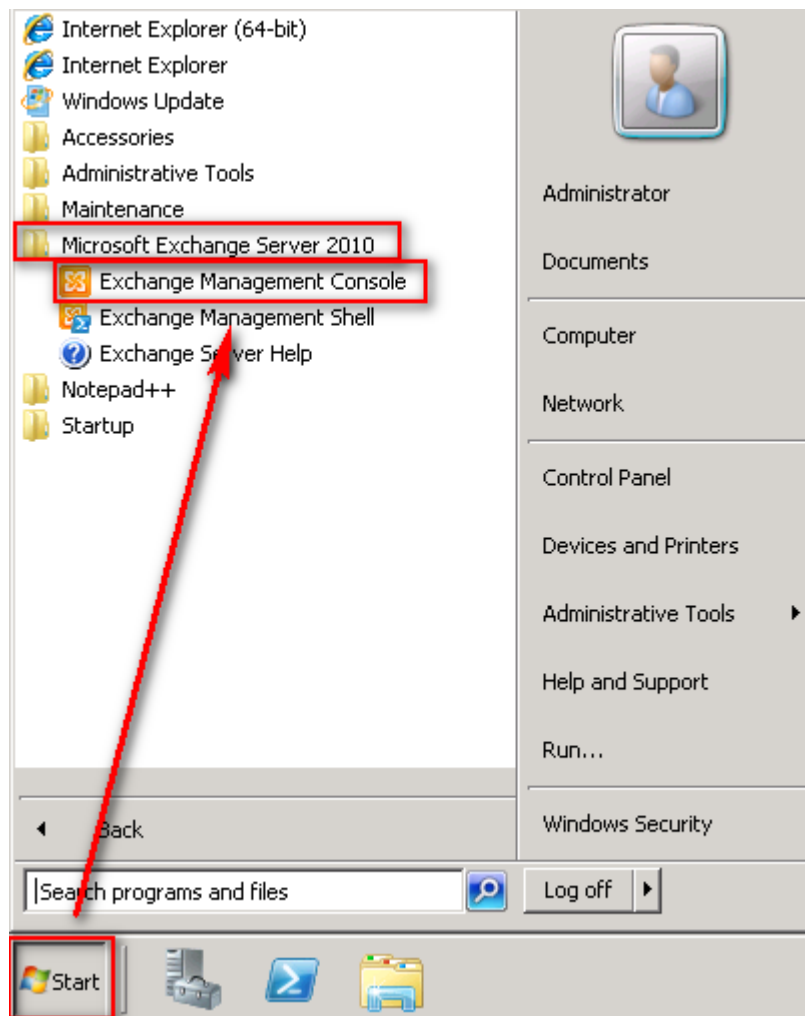 Internet Explorer (64-bit)
Internet Explorer
Windows Update
Accessories
Administrative Tools
Maintenance
Microsoft Exchange Server 2010
Exchange Management Console
Exchange Management Shell
Exchange Server Help
Notepad++
Startup
Back
Search programs and files
Administrator
Documents
Computer
Network
Control Panel
Devices and Printers
Administrative Tools
Help and Support
Run...
Windows Security
Log off
Start